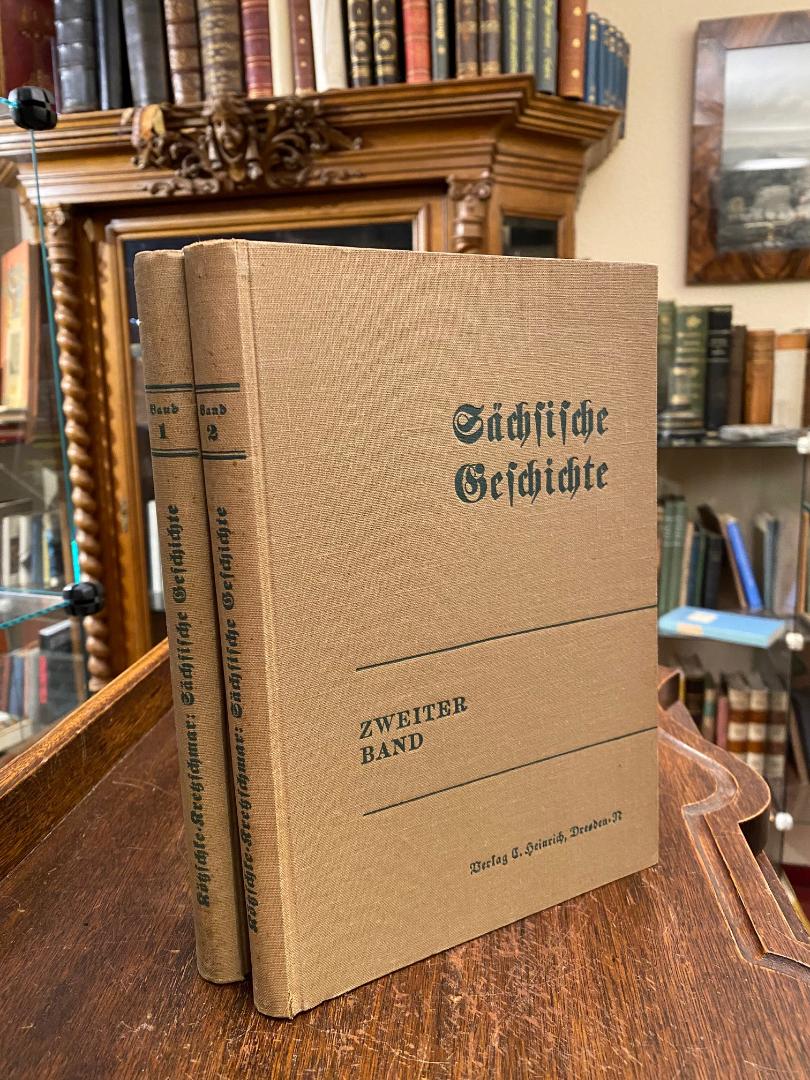 Band
1
Kötzschke-Kretzschmar: Sächsische Geschichte
Band
2
Kötzschke-Kretzschmar: Sächsische Geschichte
Sächsische
Geschichte
ZWEITER
BAND
Verlag C. Heinrich, Dresden-N